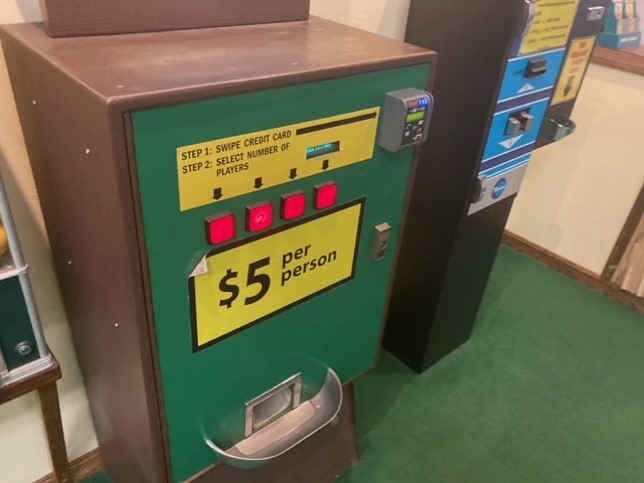 STEP 1: SWIPE CREDIT CARD
STEP 2: SELECT NUMBER OF
PLAYERS
$5 per
person